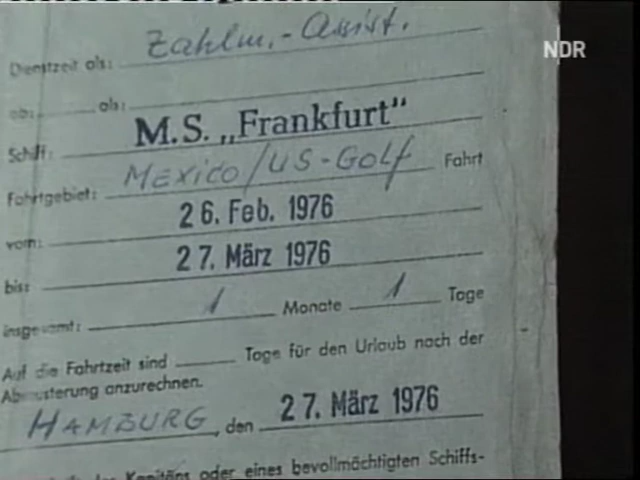 NDR
Dienstzeit als: Zahlm.-Assist.
ab: als:
Schiff: M.S. „Frankfurt"
Fahrtgebiet: MEXICO/US-GOLF Fahrt
vom: 26. Feb. 1976
bis: 27. März 1976
insgesamt: 1 Monate 1 Tage
Auf die Fahrtzeit sind Tage für den Urlaub nach der
Abmusterung anzurechnen.
HAMBURG, den 27. März 1976
des Kapitäns oder eines bevollmächtigten Schiffs-